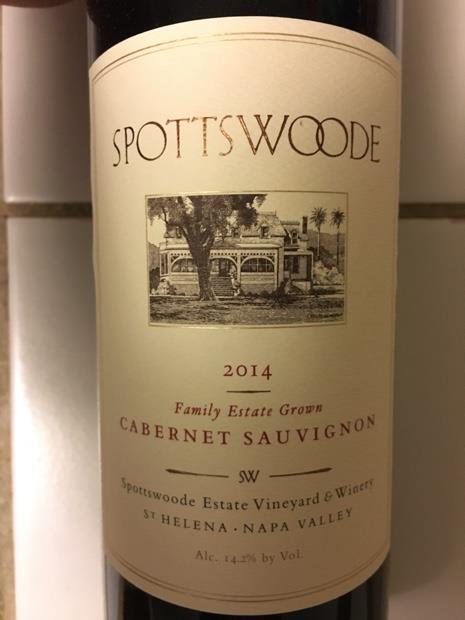 SPOTTSWOODE
2014
Family Estate Grown
CABERNET SAUVIGNON
SW
Spottswoode Estate Vineyard & Winery
ST HELENA · NAPA VALLEY
Alc. 14.2% by Vol.